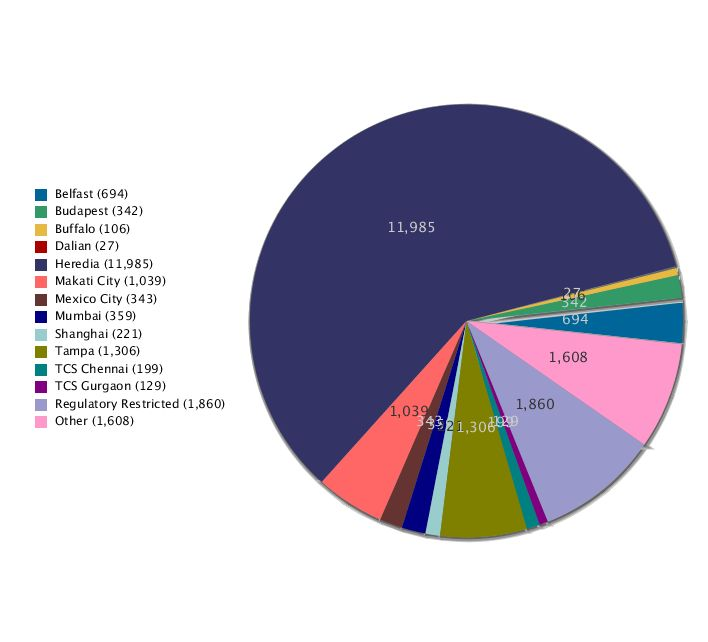 Belfast (694)
Budapest (342)
Buffalo (106)
Dalian (27)
Heredia (11,985)
Makati City (1,039)
Mexico City (343)
Mumbai (359)
Shanghai (221)
Tampa (1,306)
TCS Chennai (199)
TCS Gurgaon (129)
Regulatory Restricted (1,860)
Other (1,608)
11,985
27
342
694
1,608
1,860
1,039
343
1,306